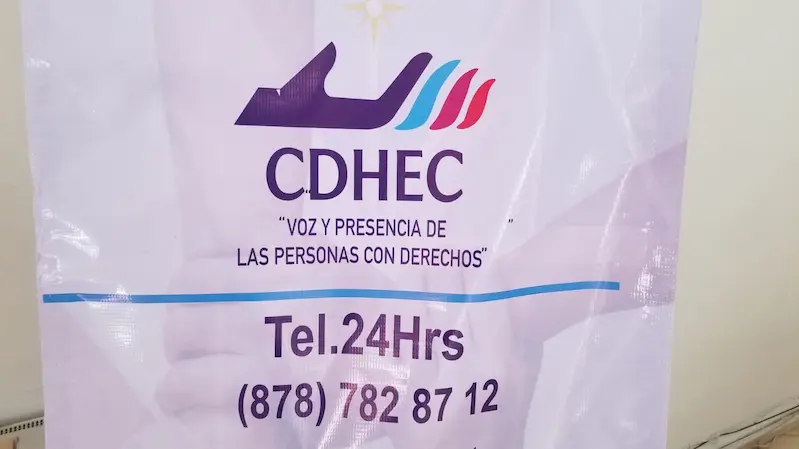 CDHEC
"VOZ Y PRESENCIA DE "
LAS PERSONAS CON DERECHOS"
Tel.24Hrs
(878) 782 87 12